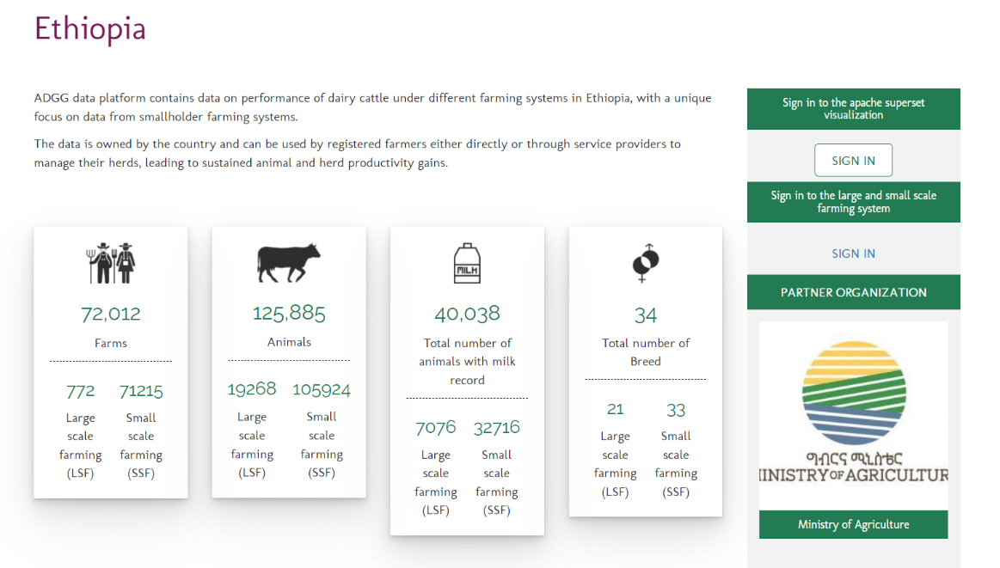 Ethiopia
ADGG data platform contains data on performance of dairy cattle under different farming systems in Ethiopia, with a unique
focus on data from smallholder farming systems.
The data is owned by the country and can be used by registered farmers either directly or through service providers to
manage their herds, leading to sustained animal and herd productivity gains.
72,012
Farms
772 71215
Large Small
scale scale
farming farming
(LSF) (SSF)
125,885
Animals
19268 105924
Large Small
scale scale
farming farming
(LSF) (SSF)
MILK
40,038
Total number of
animals with milk
record
7076 32716
Large Small
scale scale
farming farming
(LSF) (SSF)
34
Total number of
Breed
21 33
Large Small
scale scale
farming farming
(LSF) (SSF)
Sign in to the apache superset
visualization
SIGN IN
Sign in to the large and small scale
farming system
SIGN IN
PARTNER ORGANIZATION
ግብርና ሚኒስቴር
INISTRY OF AGRICULTUR
Ministry of Agriculture